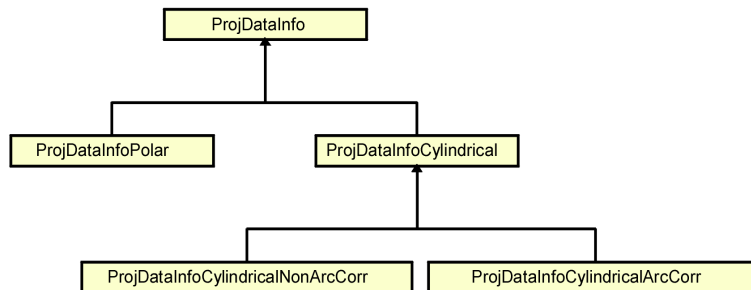 ProjDataInfo
ProjDataInfoPolar
ProjDataInfoCylindrical
ProjDataInfoCylindricalNonArcCorr
ProjDataInfoCylindricalArcCorr